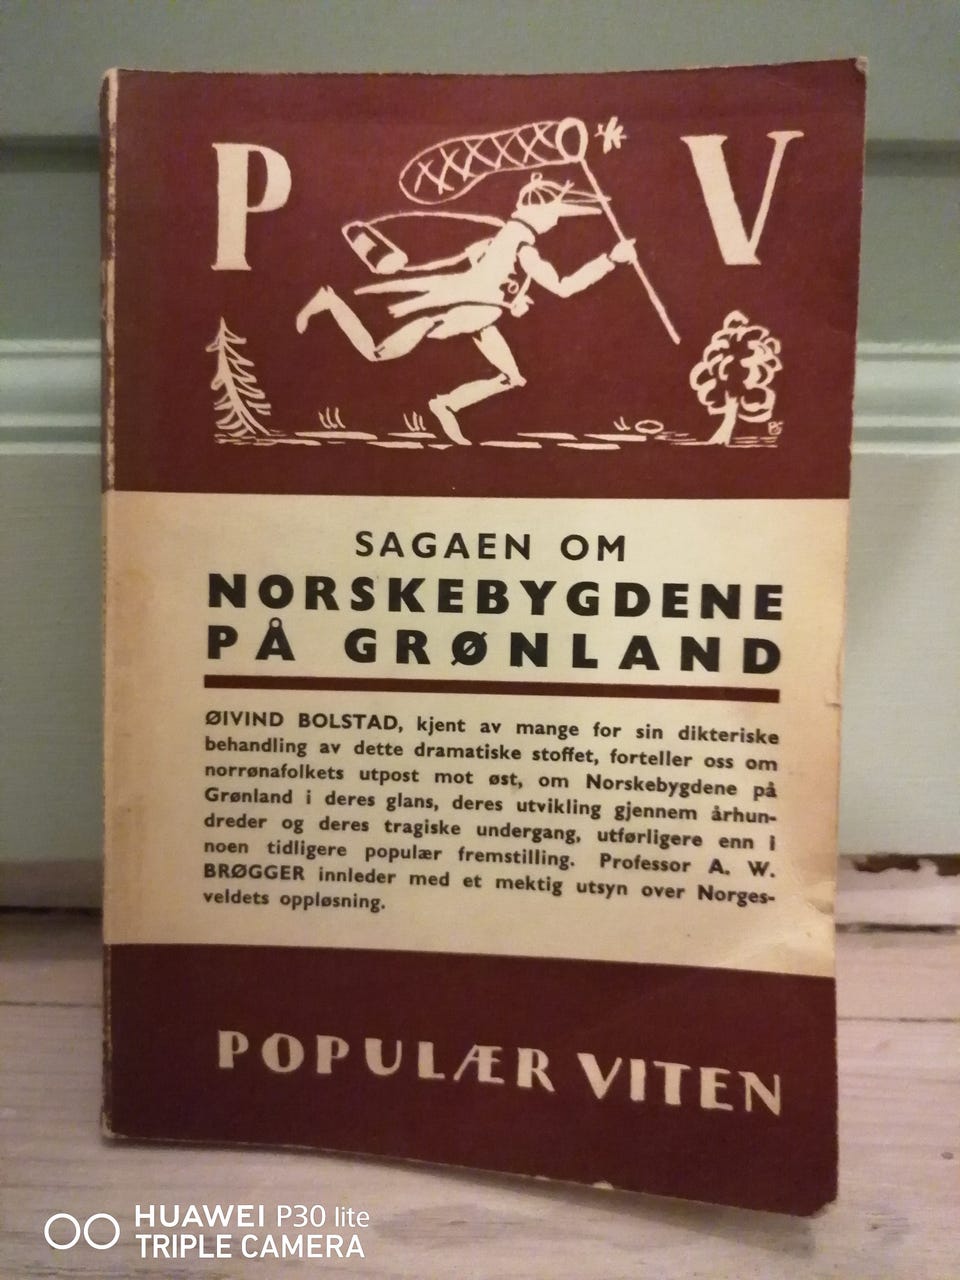 P V
SAGAEN OM
NORSKEBYGDENE
PÅ GRØNLAND
ØIVIND BOLSTAD, kjent av mange for sin dikteriske
behandling av dette dramatiske stoffet, forteller oss om
norrønafolkets utpost mot øst, om Norskebygdene på
Grønland i deres glans, deres utvikling gjennem århun-
dreder og deres tragiske undergang, utførligere enn i
noen tidligere populær fremstilling. Professor A. W.
BRØGGER innleder med et mektig utsyn over Norges-
veldets oppløsning.
POPULÆR VITEN
HUAWEI P30 lite
TRIPLE CAMERA